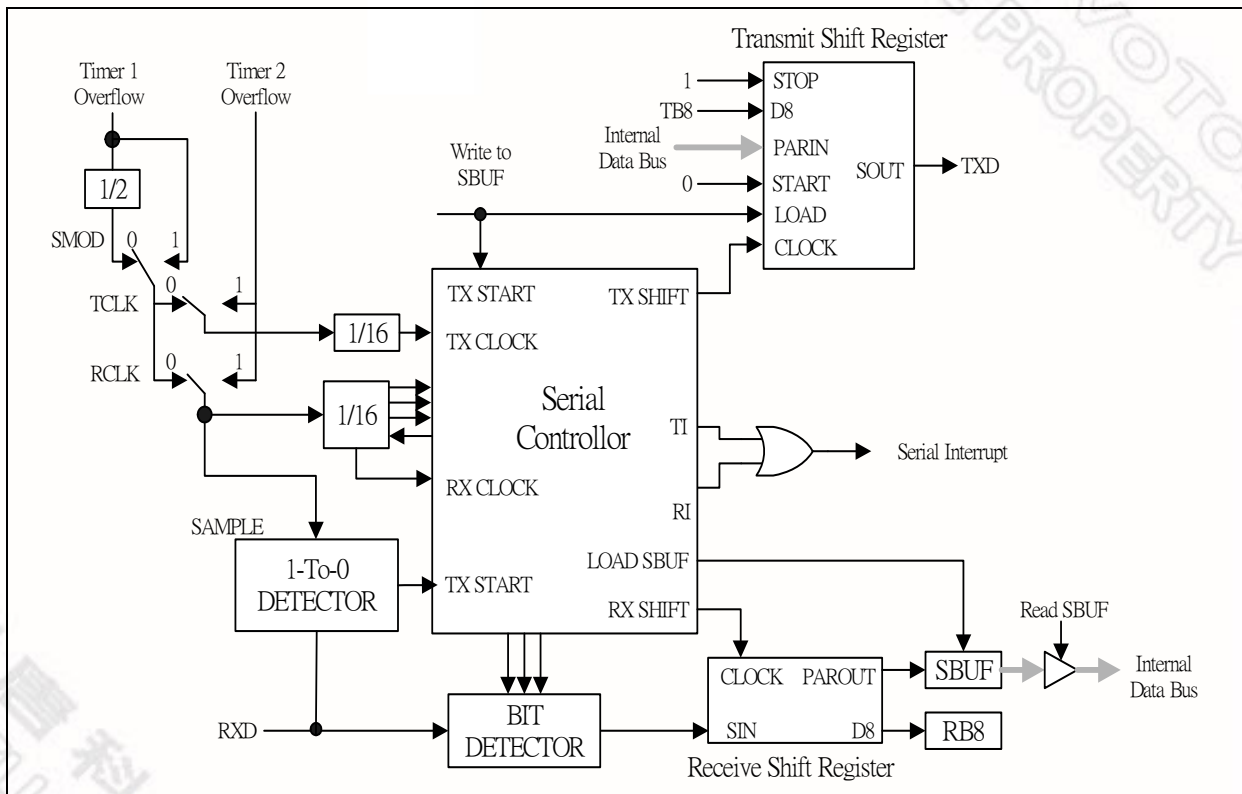 Transmit Shift Register
Timer 1
Overflow
Timer 2
Overflow
1
STOP
TB8
D8
Internal
Data Bus
PARIN
SOUT
TXD
0
START
LOAD
CLOCK
Write to
SBUF
1/2
SMOD
0
1
TCLK
0
1
RCLK
0
1
1/16
1/16
TX START
TX SHIFT
TX CLOCK
Serial
Controllor
TI
RX CLOCK
RI
Serial Interrupt
LOAD SBUF
TX START
RX SHIFT
SAMPLE
1-To-0
DETECTOR
Read SBUF
CLOCK
PAROUT
SBUF
Internal
Data Bus
RXD
BIT
DETECTOR
SIN
D8
RB8
Receive Shift Register
PROPERTY